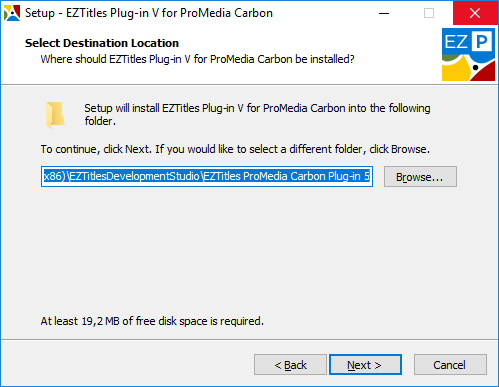 Setup - EZTitles Plug-in V for ProMedia Carbon
Select Destination Location
Where should EZTitles Plug-in V for ProMedia Carbon be installed?
EZ P
Setup will install EZTitles Plug-in V for ProMedia Carbon into the following
folder.
To continue, click Next. If you would like to select a different folder, click Browse.
x86)\EZTitlesDevelopmentStudio\EZTitles ProMedia Carbon Plug-in 5
Browse...
At least 19,2 MB of free disk space is required.
< Back
Next >
Cancel